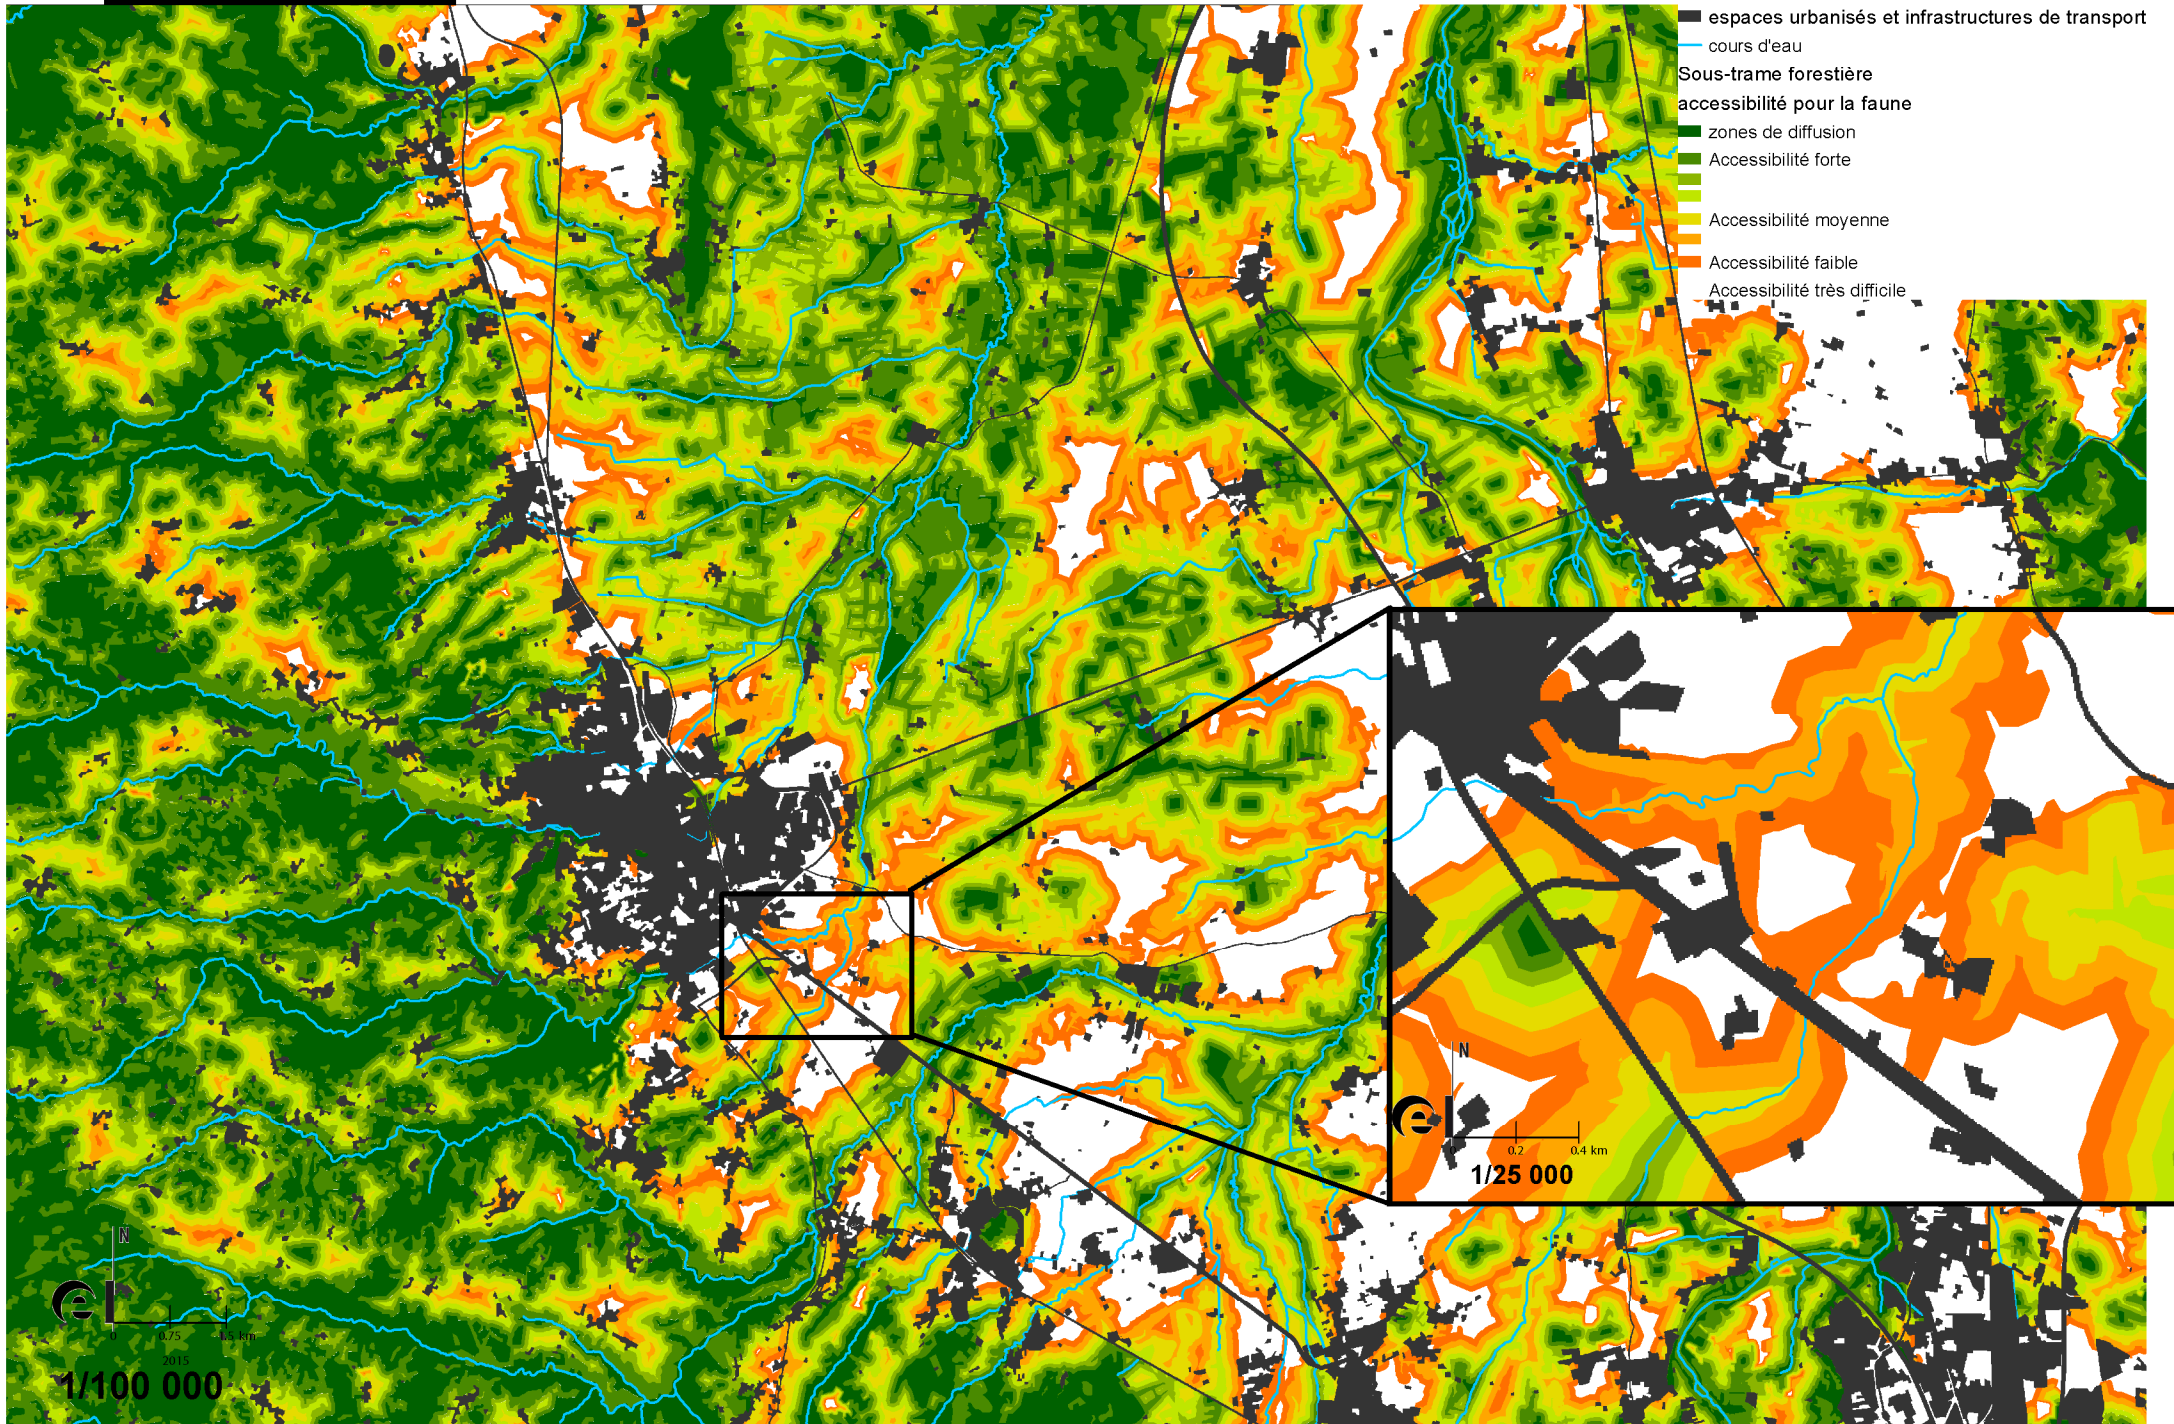 espaces urbanisés et infrastructures de transport
cours d'eau
Sous-trame forestière
accessibilité pour la faune
zones de diffusion
Accessibilité forte
Accessibilité moyenne
Accessibilité faible
Accessibilité très difficile
N
0 0.2 0.4 km
1/25 000
N
0 0.75 1.5 km
2015
1/100 000